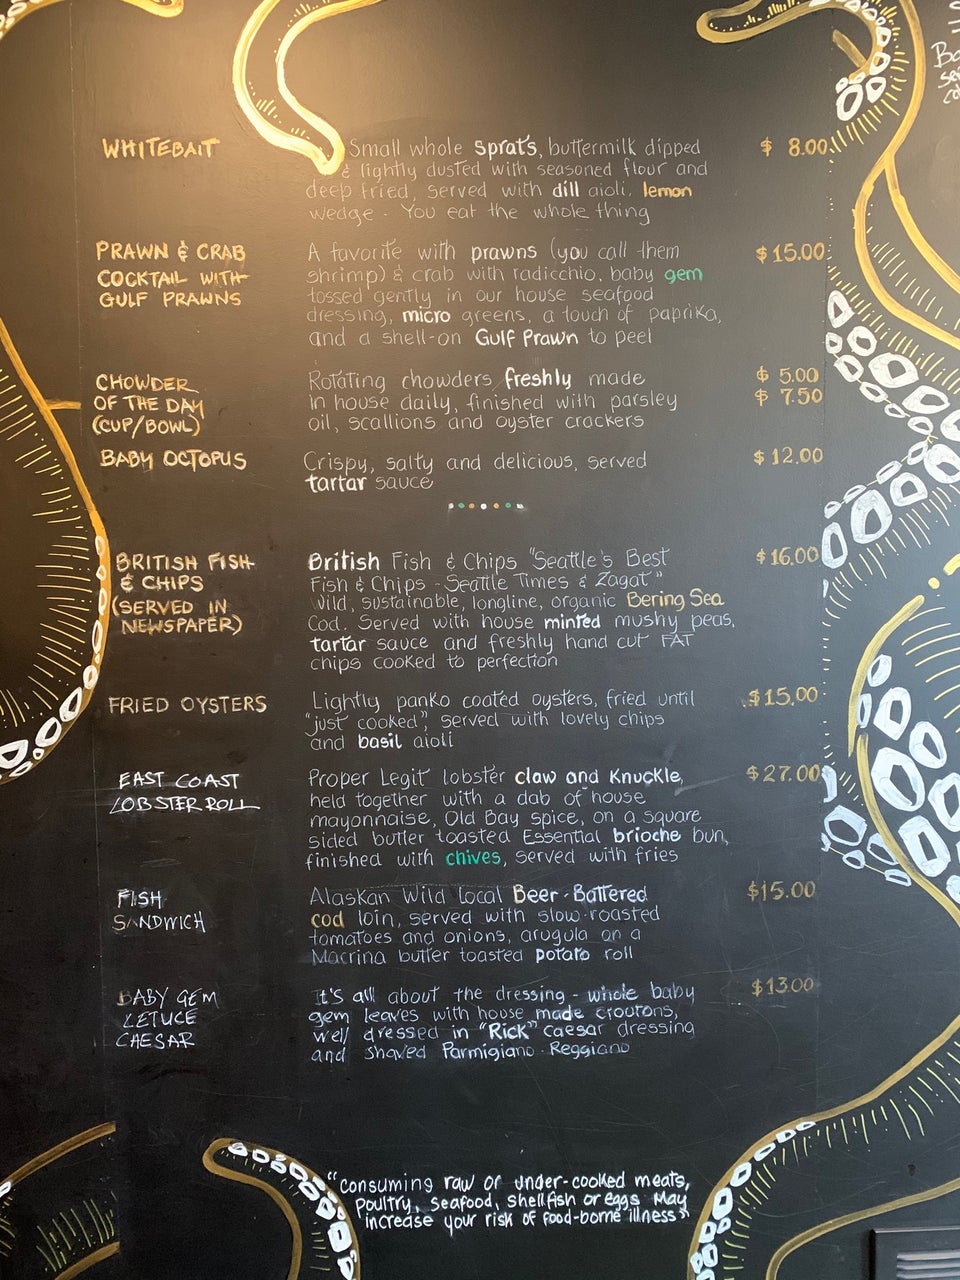 WHITEBAIT
Small whole sprats, buttermilk dipped
& lightly dusted with seasoned flour and
deep fried, served with dill aioli, lemon
wedge - You eat the whole thing
$ 8.00
PRAWN & CRAB
COCKTAIL WITH
GULF PRAWNS
A favorite with prawns (you call them
shrimp) & crab with radicchio, baby gem
tossed gently in our house seafood
dressing, micro greens, a touch of paprika,
and a shell-on Gulf Prawn to peel
$15.00
CHOWDER
OF THE DAY
(CUP/BOWL)
Rotating chowders freshly made
in house daily, finished with parsley
oil, scallions and oyster crackers
$ 5.00
$ 7.50
BABY OCTOPUS
Crispy, salty and delicious, served
tartar sauce
$12.00
BRITISH FISH
& CHIPS
(SERVED IN
NEWSPAPER)
British Fish & Chips "Seattle's Best
Fish & Chips - Seattle Times & Zagat"
Wild, sustainable, longline, organic Bering Sea
Cod. Served with house minted mushy peas,
tartar sauce and freshly hand cut FAT
chips cooked to perfection
$16.00
FRIED OYSTERS
Lightly panko coated oysters, fried until
"just cooked", served with lovely chips
and basil aioli
$15.00
EAST COAST
LOBSTER ROLL
Proper Legit lobster claw and Knuckle,
held together with a dab of house
mayonnaise, Old Bay spice, on a square
sided butter toasted Essential brioche bun,
finished with chives, served with fries
$27.00
FISH
SANDWICH
Alaskan Wild local Beer-Battered
cod loin, served with slow-roasted
tomatoes and onions, arugula on a
Macrina butter toasted potato roll
$15.00
BABY GEM
LETUCE
CAESAR
It's all about the dressing - whole baby
gem leaves with house made croutons,
well dressed in "Rick" caesar dressing
and shaved Parmigiano-Reggiano
$13.00
"consuming raw or under-cooked meats,
poultry, seafood, shellfish or eggs May
increase your risk of food-borne illness"